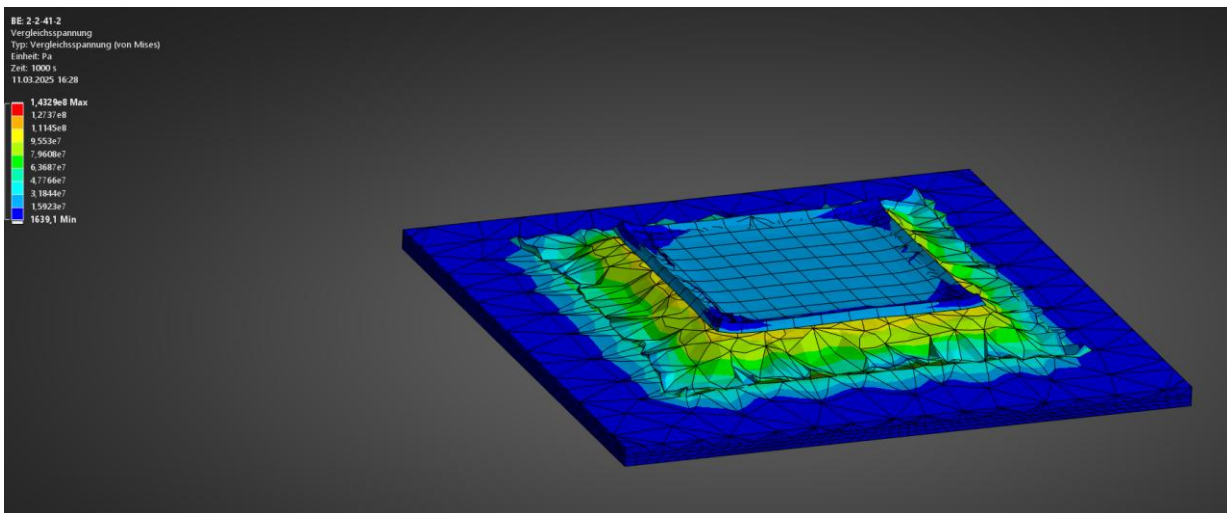 BE: 2-2-41-2
Vergleichsspannung
Typ: Vergleichsspannung (von Mises)
Einheit: Pa
Zeit: 1000 s
11.03.2025 16:28
1,4329e8 Max
1,2737e8
1,1145e8
9,553e7
7,9608e7
6,3687e7
4,7766e7
3,1844e7
1,5923e7
1639,1 Min